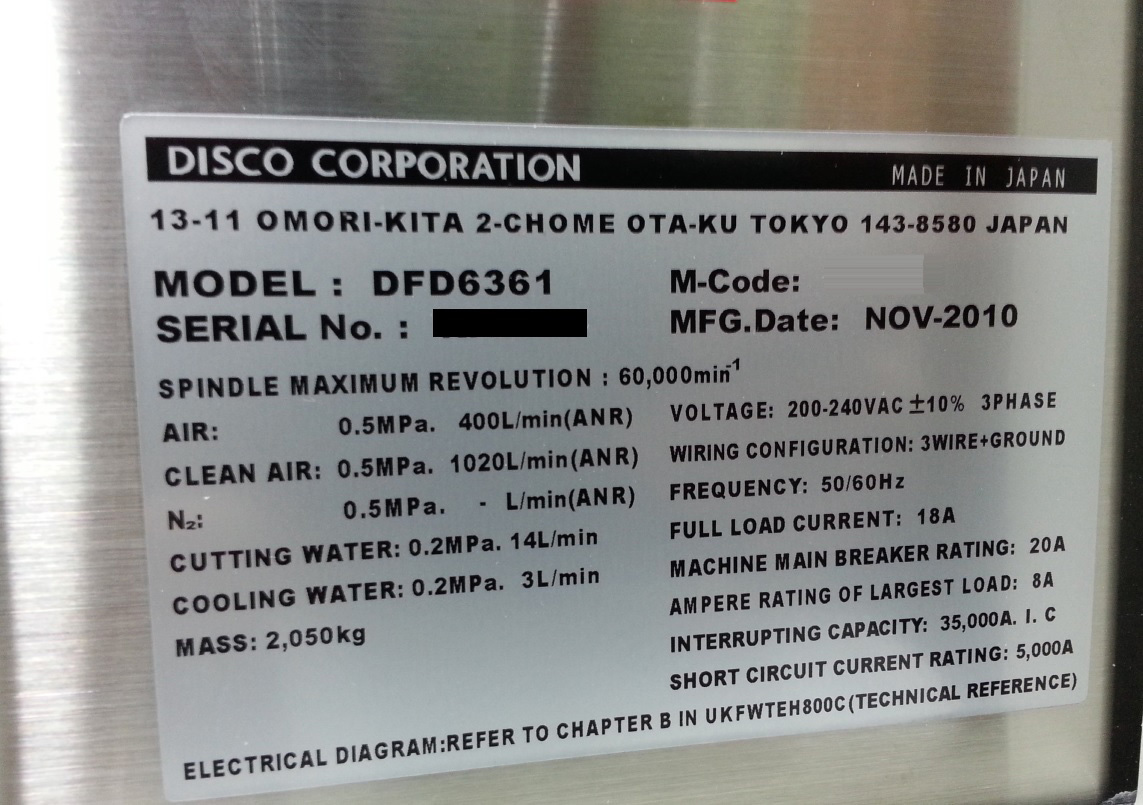 DISCO CORPORATION MADE IN JAPAN
13-11 OMORI-KITA 2-CHOME OTA-KU TOKYO 143-8580 JAPAN
MODEL : DFD6361 M-Code:
SERIAL No. : MFG.Date: NOV-2010
SPINDLE MAXIMUM REVOLUTION : 60,000min⁻¹
AIR: 0.5MPa. 400L/min(ANR)
CLEAN AIR: 0.5MPa. 1020L/min(ANR)
N₂: 0.5MPa. - L/min(ANR)
CUTTING WATER: 0.2MPa. 14L/min
COOLING WATER: 0.2MPa. 3L/min
MASS: 2,050kg
VOLTAGE: 200-240VAC ±10% 3PHASE
WIRING CONFIGURATION: 3WIRE+GROUND
FREQUENCY: 50/60Hz
FULL LOAD CURRENT: 18A
MACHINE MAIN BREAKER RATING: 20A
AMPERE RATING OF LARGEST LOAD: 8A
INTERRUPTING CAPACITY: 35,000A. I. C
SHORT CIRCUIT CURRENT RATING: 5,000A
ELECTRICAL DIAGRAM:REFER TO CHAPTER B IN UKFWTEH800C(TECHNICAL REFERENCE)